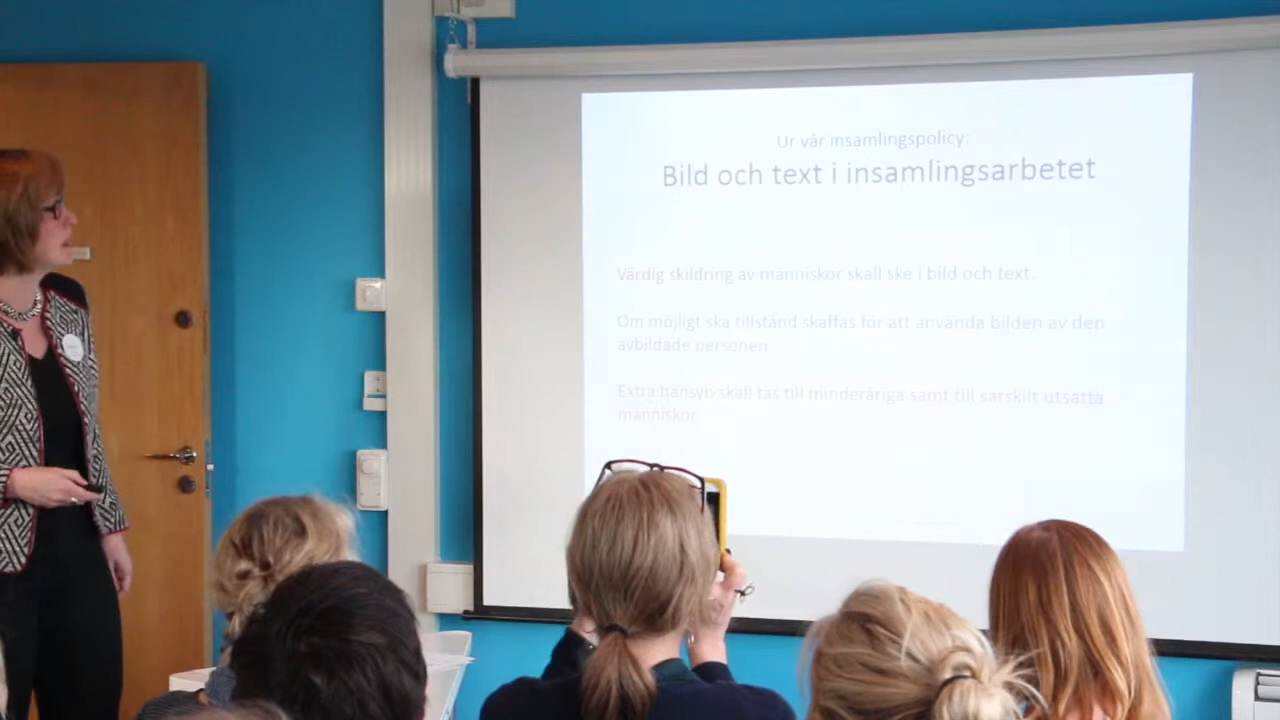 Ur vår insamlingspolicy:
Bild och text i insamlingsarbetet
Värdig skildring av människor skall ske i bild och text.
Om möjligt ska tillstånd skaffas för att använda bilden av den
avbildade personen
Extra hänsyn skall tas till minderåriga samt till särskilt utsatta
människor.